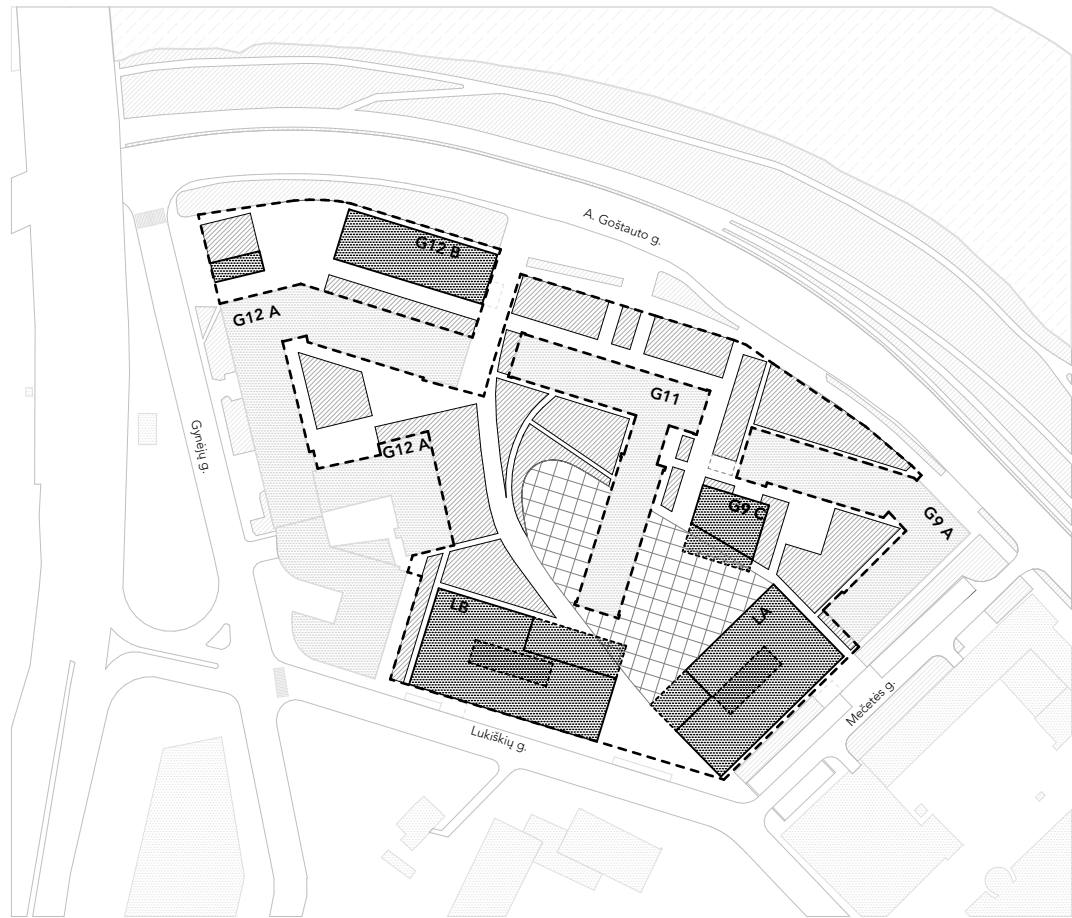 A. Goštauto g.
G12 B
G12 A
G11
Gynėjų g.
G12 A
G9 C
G9 A
LB
LA
Mečetės g.
Lukiškių g.